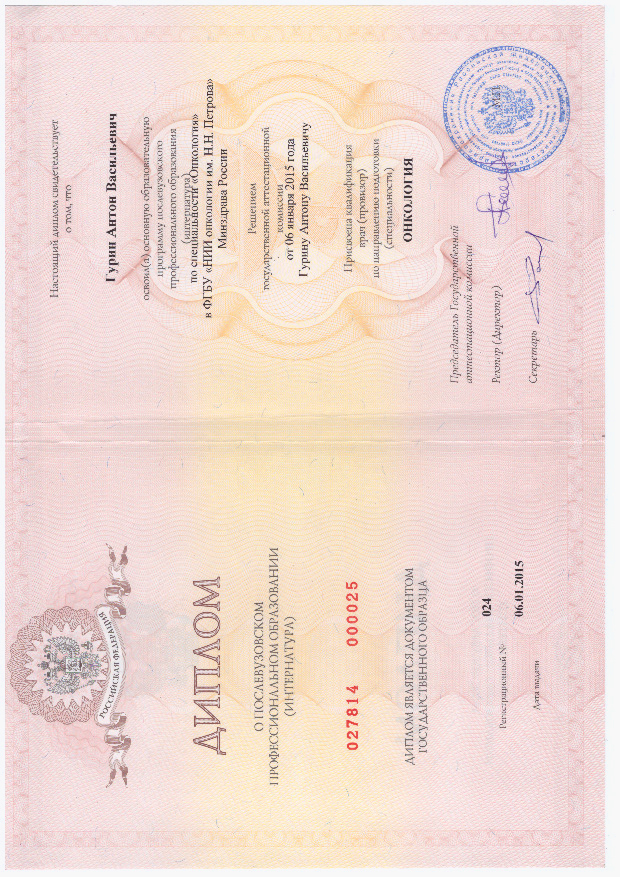 РОССИЙСКАЯ ФЕДЕРАЦИЯ
ДИПЛОМ
О ПОСЛЕВУЗОВСКОМ
ПРОФЕССИОНАЛЬНОМ ОБРАЗОВАНИИ
(ИНТЕРНАТУРА)
027814 000025
ДИПЛОМ ЯВЛЯЕТСЯ ДОКУМЕНТОМ
ГОСУДАРСТВЕННОГО ОБРАЗЦА
Регистрационный № 024
Дата выдачи 06.01.2015
Настоящий диплом свидетельствует
о том, что
Гурин Антон Васильевич
освоил(а) основную образовательную
программу послевузовского
профессионального образования
(интернатура)
по специальности «Онкология»
в ФГБУ «НИИ онкологии им. Н.Н. Петрова»
Минздрава России
Решением
государственной аттестационной
комиссии
от 06 января 2015 года
Гурину Антону Васильевичу
Присвоена квалификация
врач (провизор)
по направлению подготовки
(специальности)
ОНКОЛОГИЯ
Председатель Государственной
аттестационной комиссии
Ректор (Директор)
Секретарь
М.П.